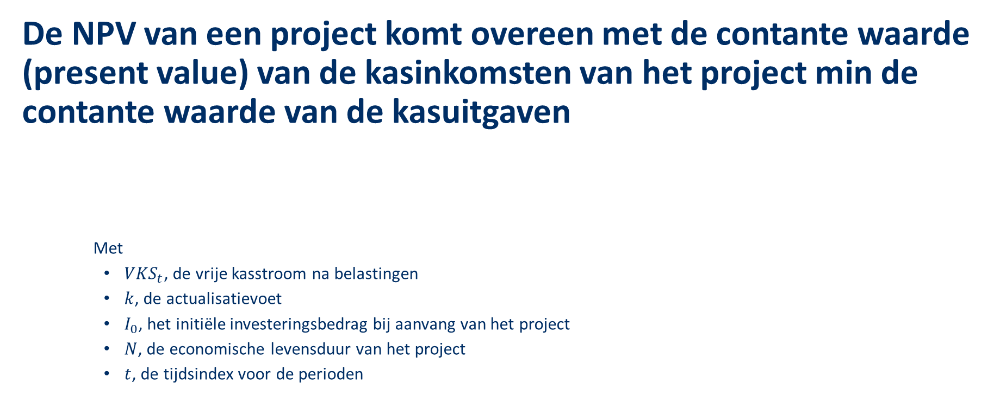 De NPV van een project komt overeen met de contante waarde
(present value) van de kasinkomsten van het project min de
contante waarde van de kasuitgaven
Met
• VKSₜ, de vrije kasstroom na belastingen
• k, de actualisatievoet
• I₀, het initiële investeringsbedrag bij aanvang van het project
• N, de economische levensduur van het project
• t, de tijdsindex voor de perioden